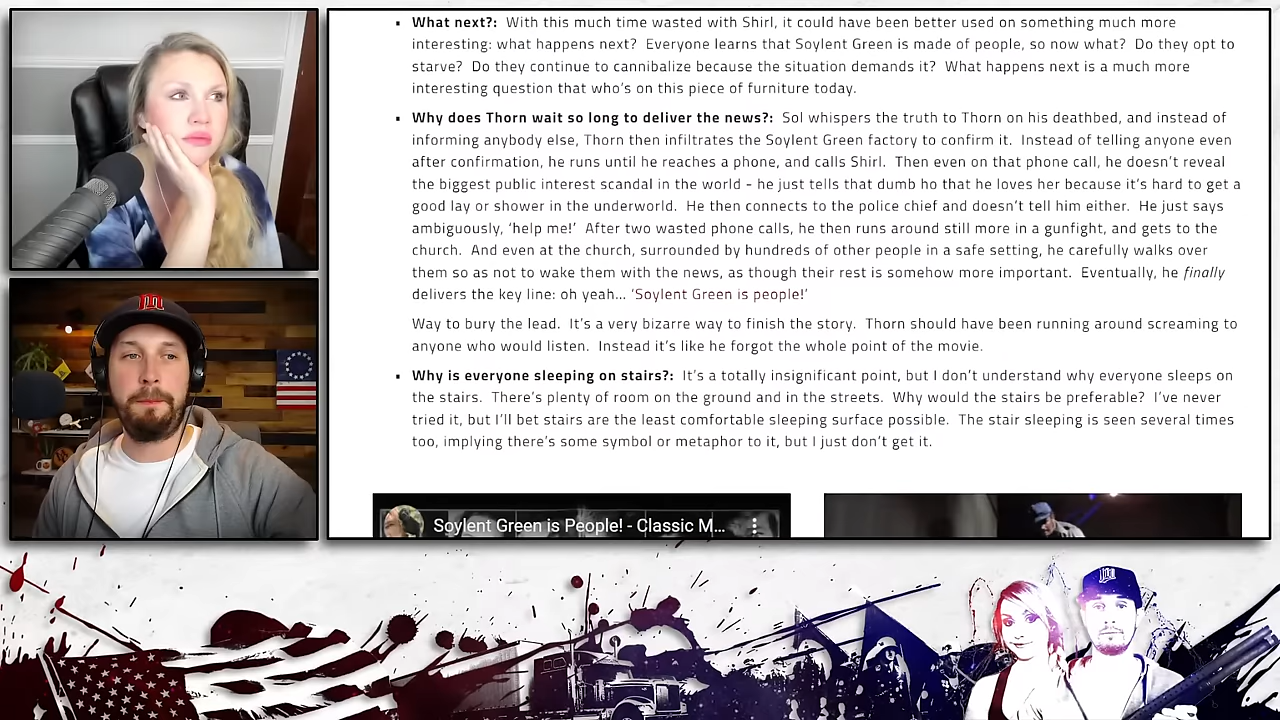 What next?: With this much time wasted with Shirl, it could have been better used on something much more
interesting: what happens next? Everyone learns that Soylent Green is made of people, so now what? Do they opt to
starve? Do they continue to cannibalize because the situation demands it? What happens next is a much more
interesting question that who's on this piece of furniture today.
Why does Thorn wait so long to deliver the news?: Sol whispers the truth to Thorn on his deathbed, and instead of
informing anybody else, Thorn then infiltrates the Soylent Green factory to confirm it. Instead of telling anyone even
after confirmation, he runs until he reaches a phone, and calls Shirl. Then even on that phone call, he doesn't reveal
the biggest public interest scandal in the world - he just tells that dumb ho that he loves her because it's hard to get a
good lay or shower in the underworld. He then connects to the police chief and doesn't tell him either. He just says
ambiguously, 'help me!' After two wasted phone calls, he then runs around still more in a gunfight, and gets to the
church. And even at the church, surrounded by hundreds of other people in a safe setting, he carefully walks over
them so as not to wake them with the news, as though their rest is somehow more important. Eventually, he finally
delivers the key line: oh yeah... 'Soylent Green is people!'
Way to bury the lead. It's a very bizarre way to finish the story. Thorn should have been running around screaming to
anyone who would listen. Instead it's like he forgot the whole point of the movie.
Why is everyone sleeping on stairs?: It's a totally insignificant point, but I don't understand why everyone sleeps on
the stairs. There's plenty of room on the ground and in the streets. Why would the stairs be preferable? I've never
tried it, but I'll bet stairs are the least comfortable sleeping surface possible. The stair sleeping is seen several times
too, implying there's some symbol or metaphor to it, but I just don't get it.
Soylent Green is People! - Classic M...